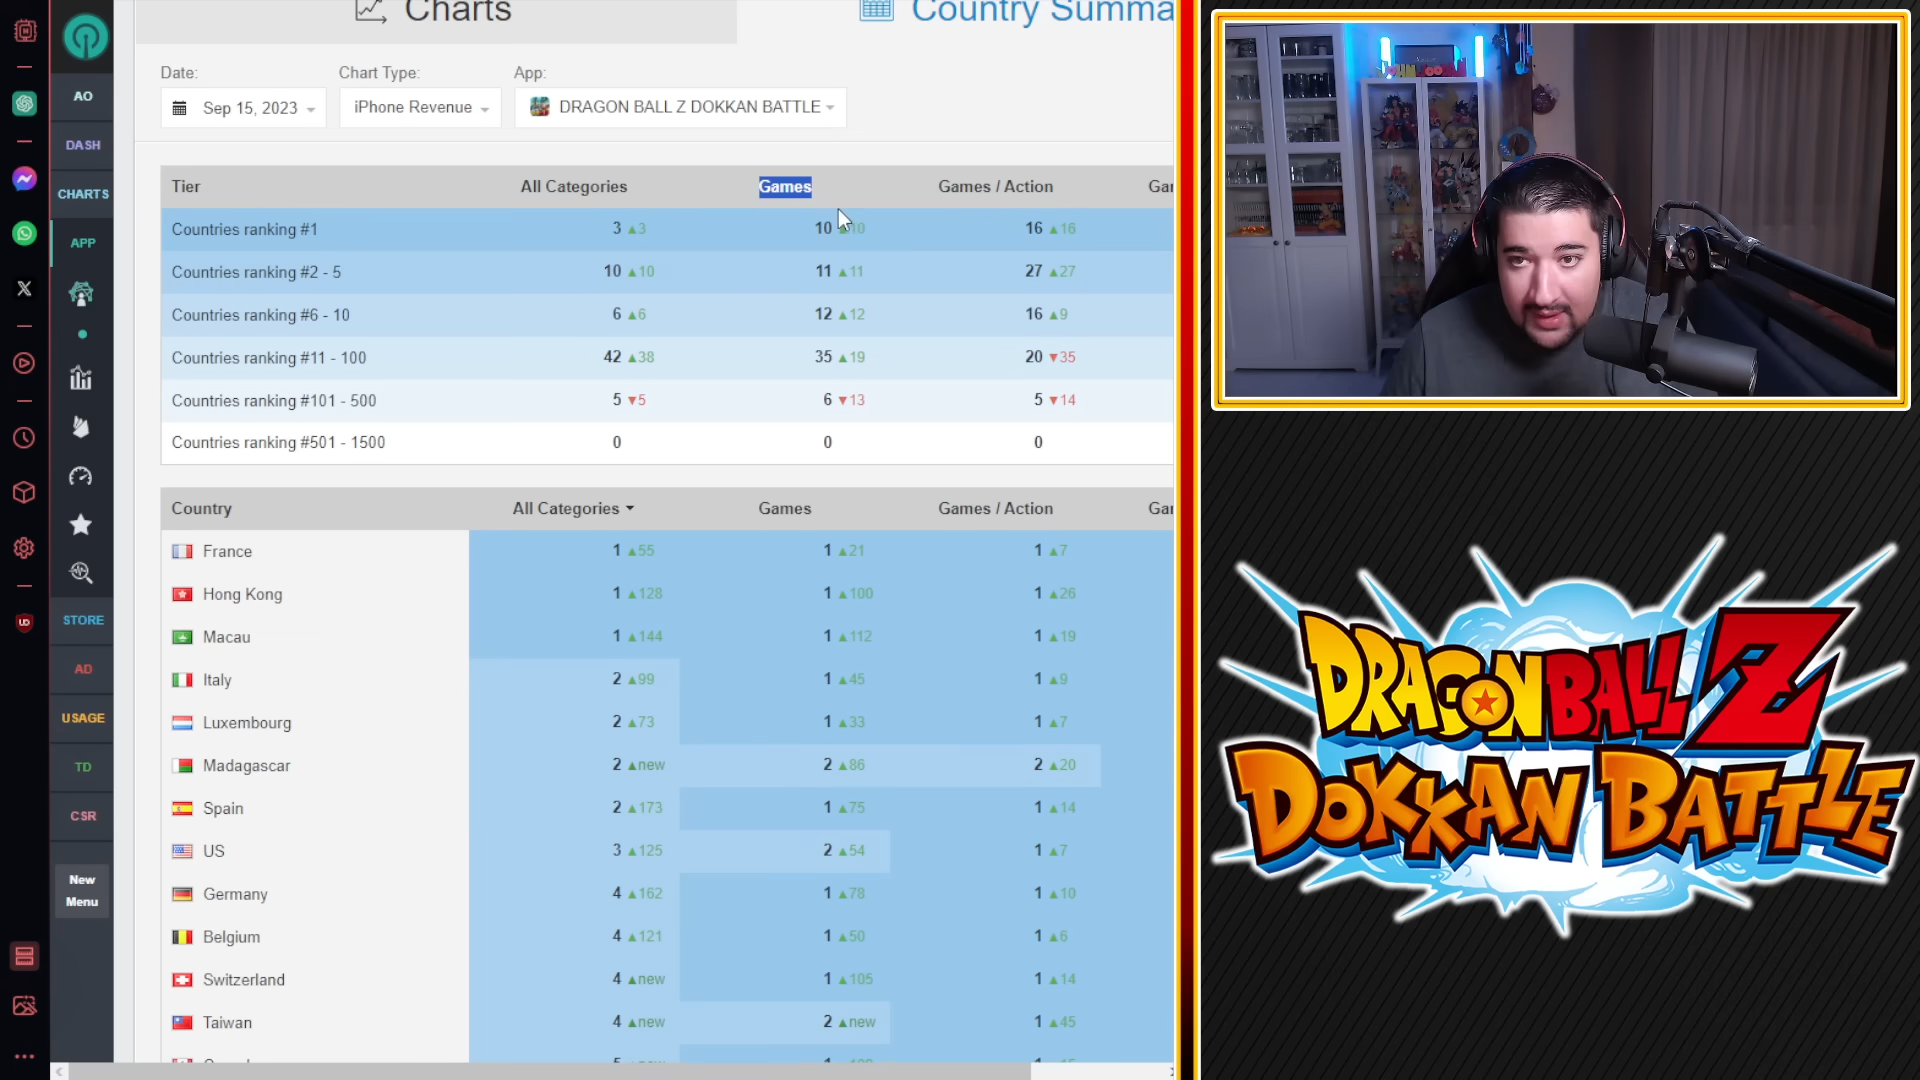 Charts
Country Summa
AO
DASH
CHARTS
APP
STORE
AD
USAGE
TD
CSR
New
Menu
Date:
Chart Type:
App:
Sep 15, 2023
iPhone Revenue
DRAGON BALL Z DOKKAN BATTLE
Tier All Categories Games Games / Action Gar
Countries ranking #1 3 ▲3 10 ▲10 16 ▲16
Countries ranking #2 - 5 10 ▲10 11 ▲11 27 ▲27
Countries ranking #6 - 10 6 ▲6 12 ▲12 16 ▲9
Countries ranking #11 - 100 42 ▲38 35 ▲19 20 ▼35
Countries ranking #101 - 500 5 ▼5 6 ▼13 5 ▼14
Countries ranking #501 - 1500 0 0 0
Country All Categories Games Games / Action Gar
France 1 ▲55 1 ▲21 1 ▲7
Hong Kong 1 ▲128 1 ▲100 1 ▲26
Macau 1 ▲144 1 ▲112 1 ▲19
Italy 2 ▲99 1 ▲45 1 ▲9
Luxembourg 2 ▲73 1 ▲33 1 ▲7
Madagascar 2 ▲new 2 ▲86 2 ▲20
Spain 2 ▲173 1 ▲75 1 ▲14
US 3 ▲125 2 ▲54 1 ▲7
Germany 4 ▲162 1 ▲78 1 ▲10
Belgium 4 ▲121 1 ▲50 1 ▲6
Switzerland 4 ▲new 1 ▲105 1 ▲14
Taiwan 4 ▲new 2 ▲new 1 ▲45
DRAGON BALL Z
DOKKAN BATTLE